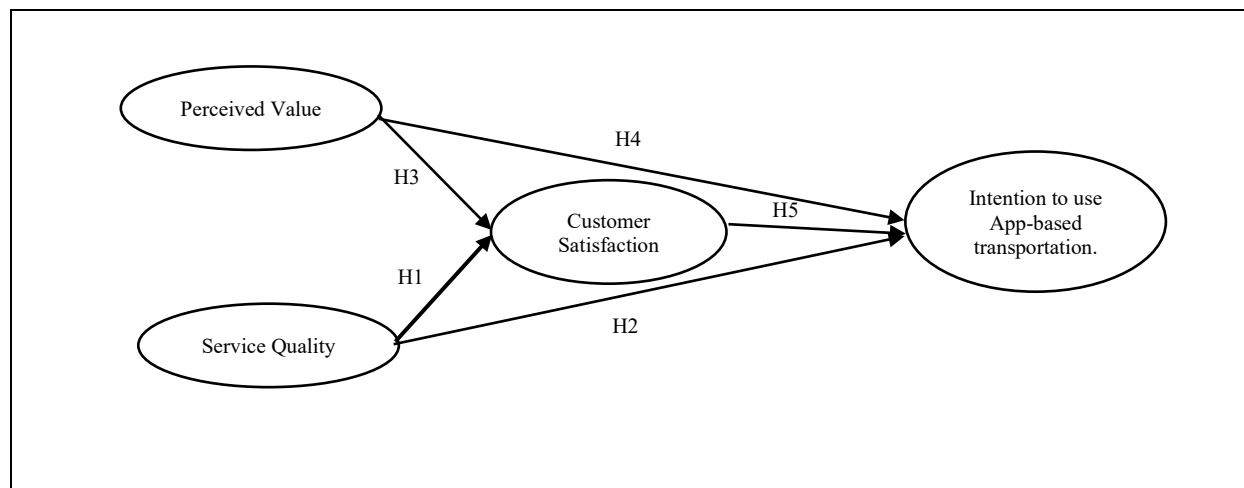 Perceived Value
H4
H3
Intention to use
App-based
transportation.
H5
Customer
Satisfaction
H1
H2
Service Quality